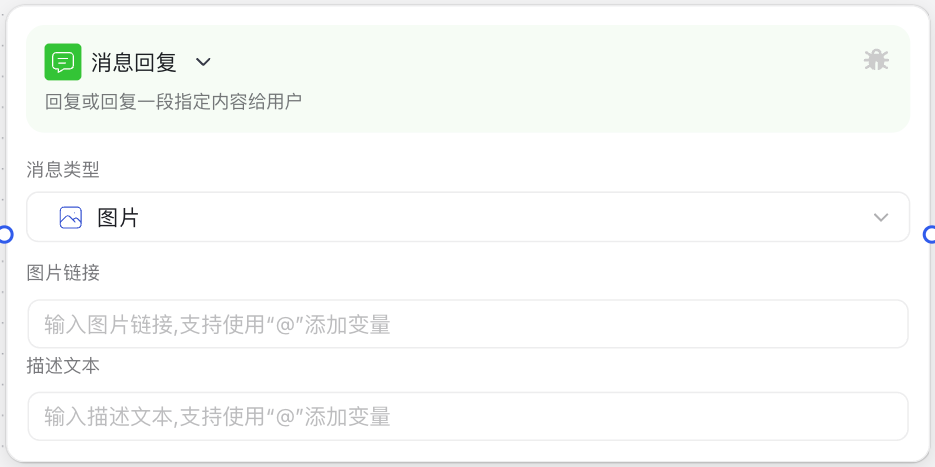 消息回复
回复或回复一段指定内容给用户
消息类型
图片
图片链接
输入图片链接,支持使用“@”添加变量
描述文本
输入描述文本,支持使用“@”添加变量